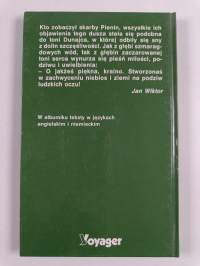 Kto zobaczył skarby Pienin, wszystkie ich
objawienia tego dusza stała się podobna
do toni Dunajca, w której odbiły się sny
z dolin szczęśliwości. Jak z głębi szmarag-
dowych wód, tak z głębin zaczarowanej
toni serca wynurza się pieśń miłości, po-
dziwu i uwielbienia:
– O jakżeś piękna, kraino. Stworzonaś
w zachwyceniu niebios i ziemi na podziw
ludzkich oczu!
Jan Wiktor
W albumiku teksty w językach
angielskim i niemieckim
Voyager